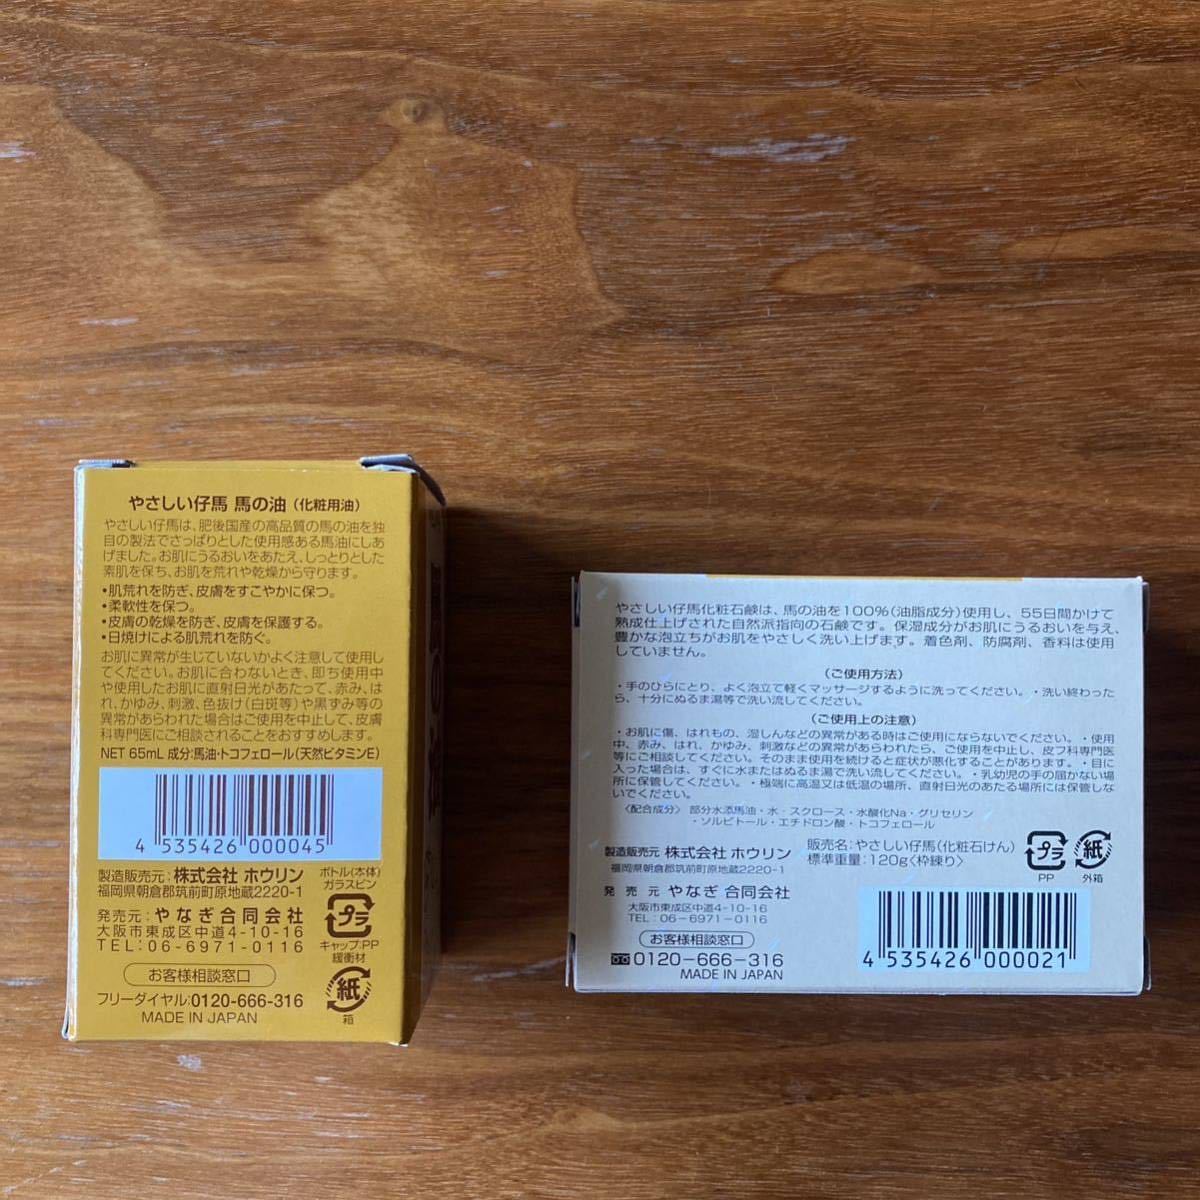 やさしい仔馬 馬の油（化粧用油）
やさしい仔馬は、肥後国産の高品質の馬の油を独
自の製法でさっぱりとした使用感ある馬油にしあ
げました。お肌にうるおいをあたえ、しっとりとした
素肌を保ち、お肌を荒れや乾燥から守ります。
・肌荒れを防ぎ、皮膚をすこやかに保つ。
・柔軟性を保つ。
・皮膚の乾燥を防ぎ、皮膚を保護する。
・日焼けによる肌荒れを防ぐ。
お肌に異常が生じていないかよく注意して使用し
てください。お肌に合わないとき、即ち使用中
や使用したお肌に直射日光があたって、赤み、は
れ、かゆみ、刺激、色抜け(白斑等)や黒ずみ等の
異常があらわれた場合はご使用を中止して、皮膚
科専門医にご相談されることをおすすめします。
NET 65mL 成分:馬油・トコフェロール(天然ビタミンE)
4 535426 000045
製造販売元:株式会社 ホウリン
福岡県朝倉郡筑前町原地蔵2220-1
発売元:やなぎ合同会社
大阪市東成区中道4-10-16
TEL:06-6971-0116
お客様相談窓口
フリーダイヤル:0120-666-316
MADE IN JAPAN
ボトル(本体)
ガラスビン
プラ
キャップ:PP
緩衝材
紙
箱
やさしい仔馬化粧石鹸は、馬の油を100%(油脂成分)使用し、55日間かけて
熟成仕上げされた自然派指向の石鹸です。保湿成分がお肌にうるおいを与え、
豊かな泡立ちがお肌をやさしく洗い上げます。着色剤、防腐剤、香料は使用
していません。
〈ご使用方法〉
・手のひらにとり、よく泡立て軽くマッサージするように洗ってください。・洗い終わった
ら、十分にぬるま湯等で洗い流してください。
〈ご使用上の注意〉
・お肌に傷、はれもの、湿しんなどの異常がある時はご使用にならないでください。・使用
中、赤み、はれ、かゆみ、刺激などの異常があらわれたら、ご使用を中止し、皮フ科専門医
等にご相談ください。そのまま使用を続けると症状が悪化することがあります。・目に
入った場合は、すぐに水またはぬるま湯で洗い流してください。・乳幼児の手の届かない場
所に保管してください。・極端に高温又は低温の場所、直射日光のあたる場所には保管しな
いでください。
〈配合成分〉 部分水添馬油・水・スクロース・水酸化Na・グリセリン
・ソルビトール・エチドロン酸・トコフェロール
製造販売元 株式会社 ホウリン
福岡県朝倉郡筑前町原地蔵2220-1
発 売 元 やなぎ 合同会社
大阪市東成区中道4-10-16
TEL:06-6971-0116
お客様相談窓口
0120-666-316
MADE IN JAPAN
販売名:やさしい仔馬(化粧石けん)
標準重量:120g〈枠練り〉
プラ
PP
紙
外箱
4 535426 000021